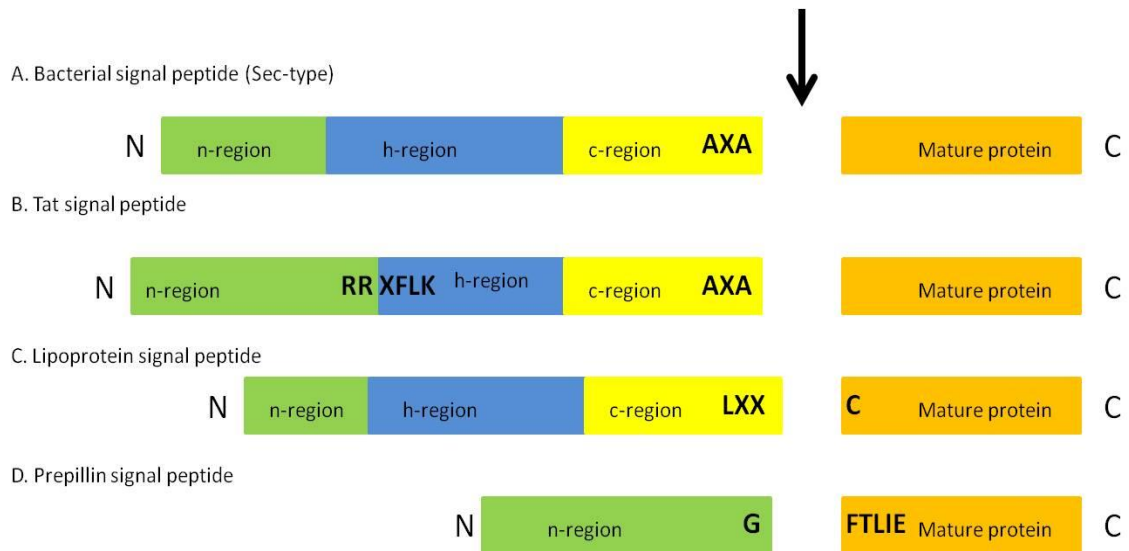 A. Bacterial signal peptide (Sec-type)
N n-region h-region c-region AXA Mature protein C
B. Tat signal peptide
N n-region RR XFLK h-region c-region AXA Mature protein C
C. Lipoprotein signal peptide
N n-region h-region c-region LXX C Mature protein C
D. Prepillin signal peptide
N n-region G FTLIE Mature protein C